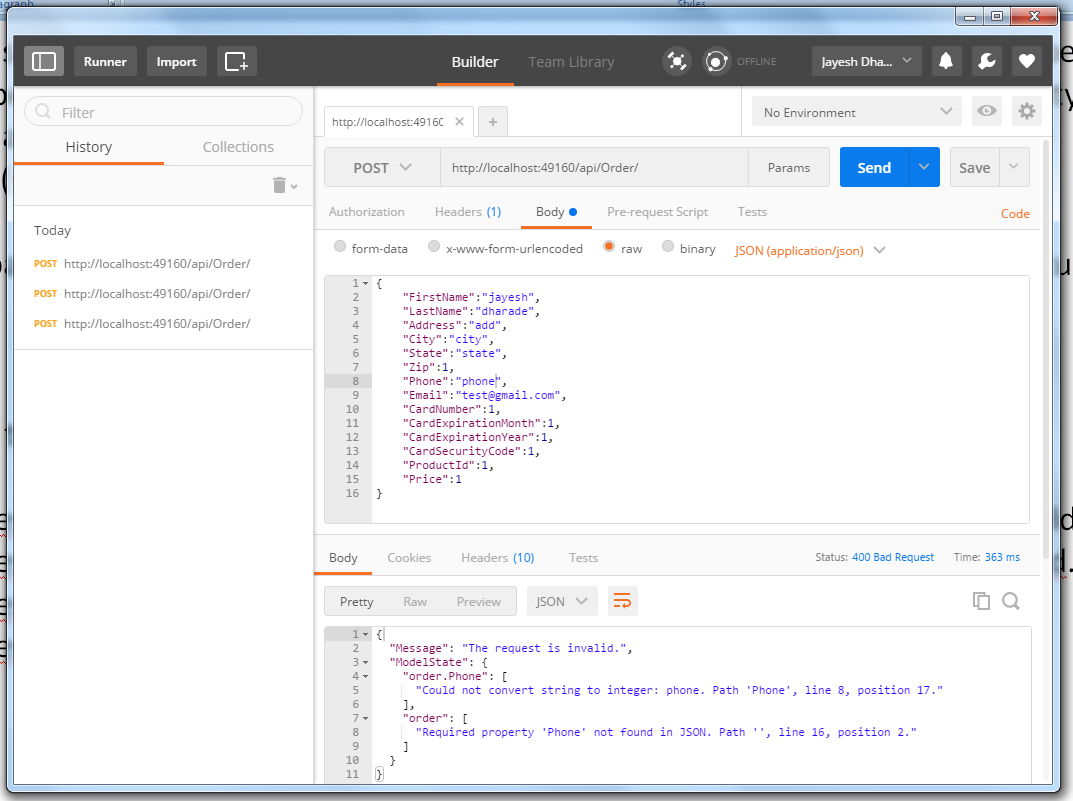 agraph
Styles
Runner
Import
Builder
Team Library
OFFLINE
Jayesh Dha...
Filter
History
Collections
Today
POST http://localhost:49160/api/Order/
POST http://localhost:49160/api/Order/
POST http://localhost:49160/api/Order/
http://localhost:4916
+
No Environment
POST
http://localhost:49160/api/Order/
Params
Send
Save
Authorization
Headers (1)
Body
Pre-request Script
Tests
Code
form-data
x-www-form-urlencoded
raw
binary
JSON (application/json)
1 {
2 "FirstName":"jayesh",
3 "LastName":"dharade",
4 "Address":"add",
5 "City":"city",
6 "State":"state",
7 "Zip":1,
8 "Phone":"phone",
9 "Email":"test@gmail.com",
10 "CardNumber":1,
11 "CardExpirationMonth":1,
12 "CardExpirationYear":1,
13 "CardSecurityCode":1,
14 "ProductId":1,
15 "Price":1
16 }
Body
Cookies
Headers (10)
Tests
Status: 400 Bad Request
Time: 363 ms
Pretty
Raw
Preview
JSON
1 {
2 "Message": "The request is invalid.",
3 "ModelState": {
4 "order.Phone": [
5 "Could not convert string to integer: phone. Path 'Phone', line 8, position 17."
6 ],
7 "order": [
8 "Required property 'Phone' not found in JSON. Path '', line 16, position 2."
9 ]
10 }
11 }